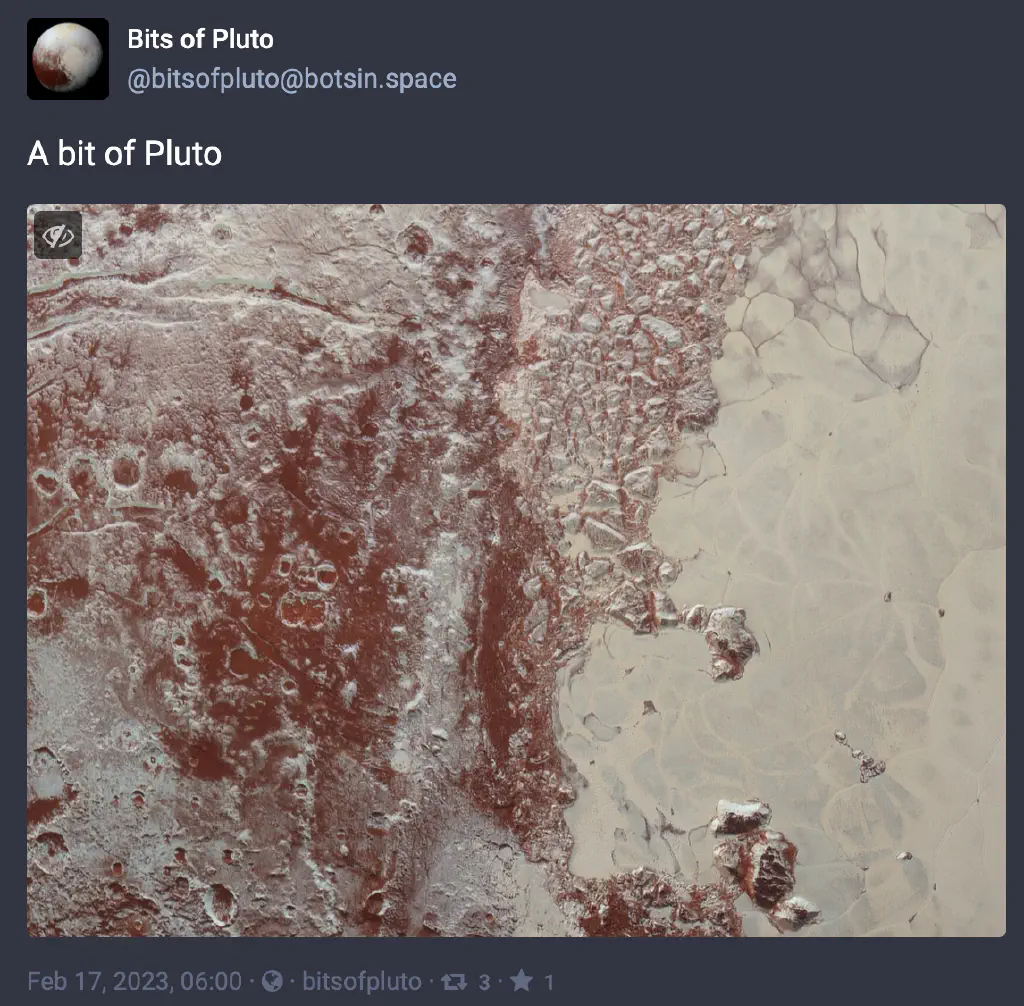 Bits of Pluto
@bitsofpluto@botsin.space
A bit of Pluto
Feb 17, 2023, 06:00 · · bitsofpluto · 3 · 1